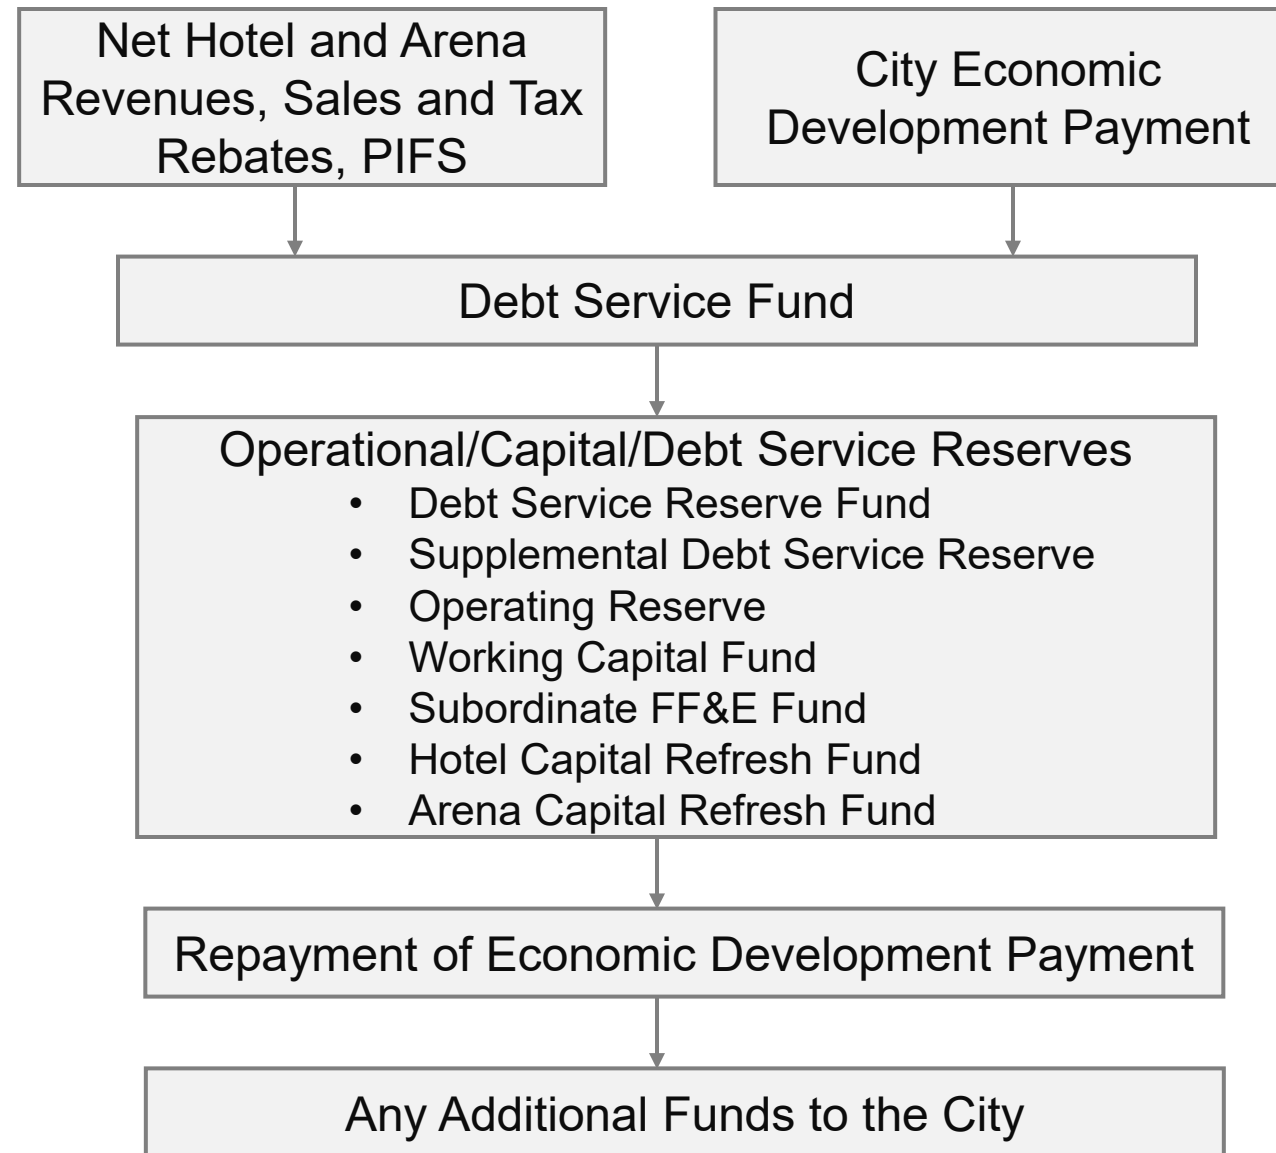 Net Hotel and Arena
Revenues, Sales and Tax
Rebates, PIFS
City Economic
Development Payment
Debt Service Fund
Operational/Capital/Debt Service Reserves
• Debt Service Reserve Fund
• Supplemental Debt Service Reserve
• Operating Reserve
• Working Capital Fund
• Subordinate FF&E Fund
• Hotel Capital Refresh Fund
• Arena Capital Refresh Fund
Repayment of Economic Development Payment
Any Additional Funds to the City